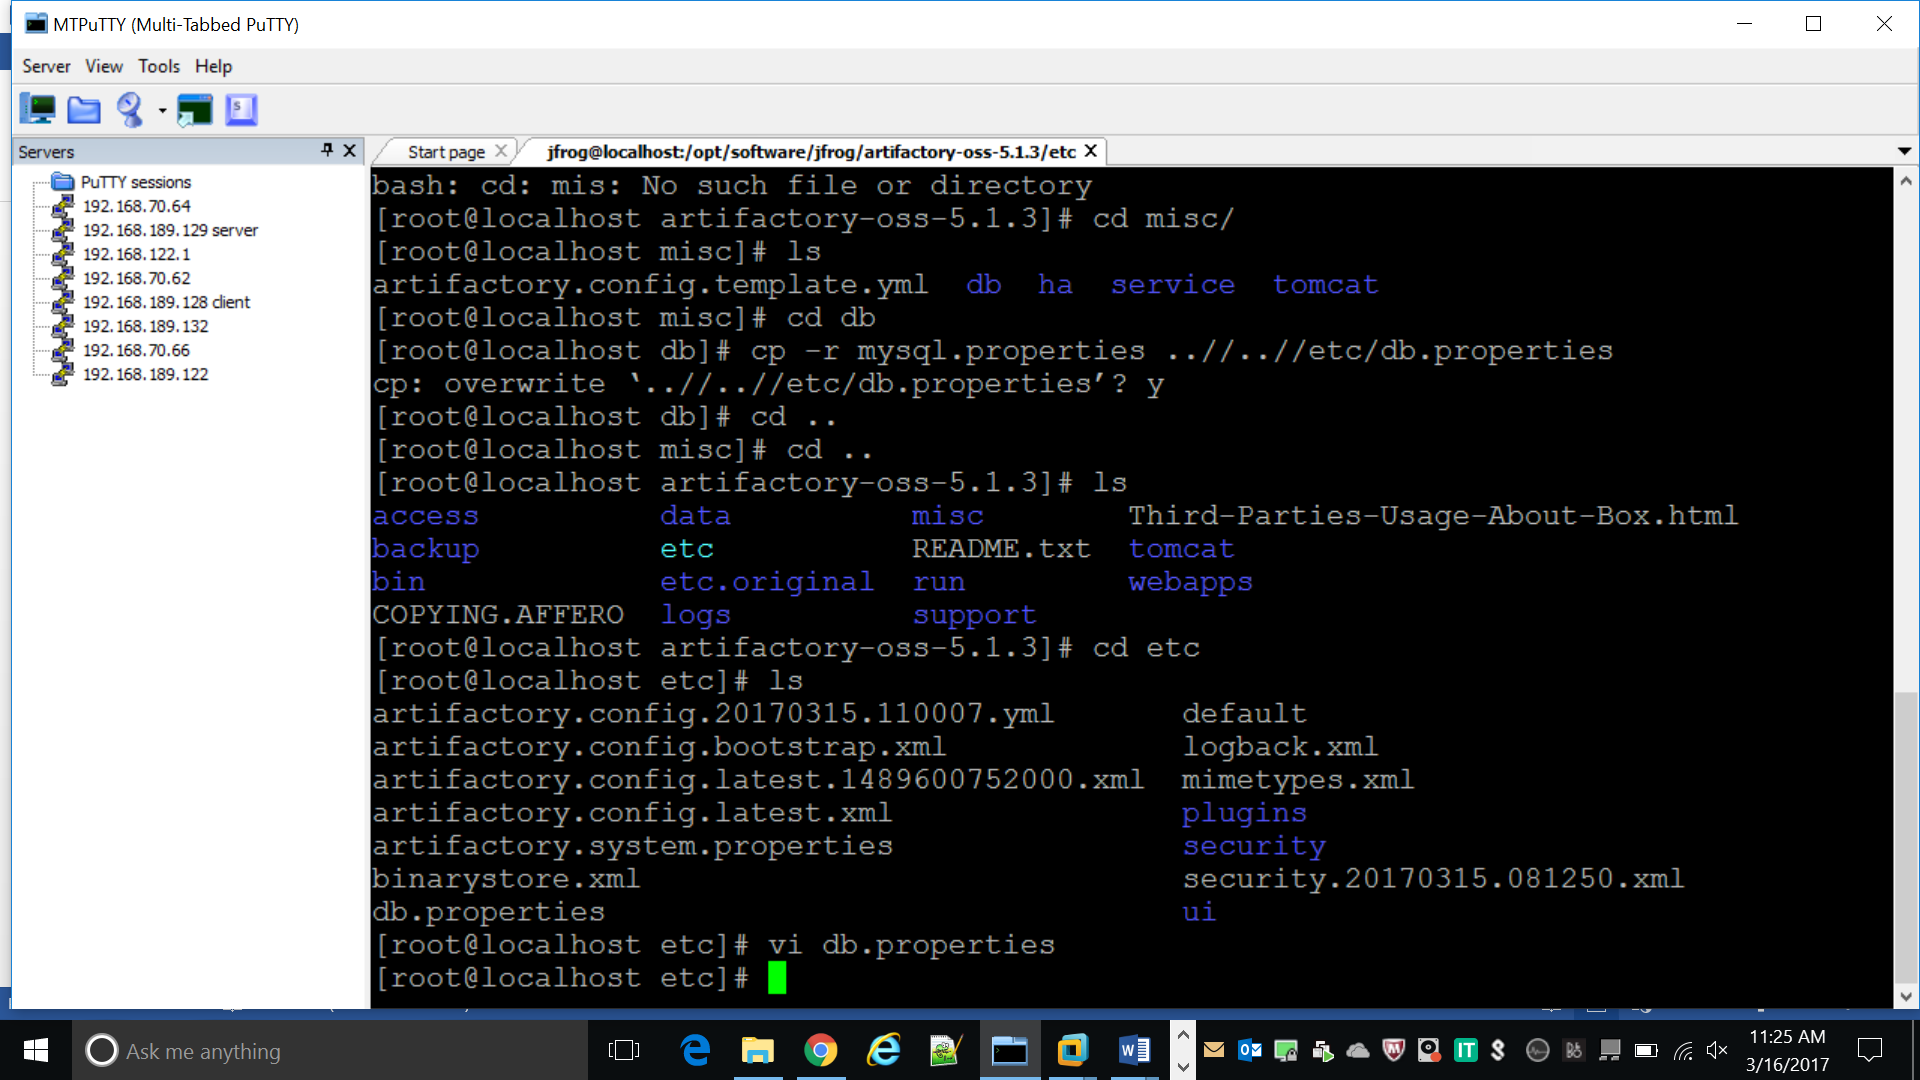 MTPuTTY (Multi-Tabbed PuTTY)
Server View Tools Help
Servers
PuTTY sessions
192.168.70.64
192.168.189.129 server
192.168.122.1
192.168.70.62
192.168.189.128 client
192.168.189.132
192.168.70.66
192.168.189.122
Start page jfrog@localhost:/opt/software/jfrog/artifactory-oss-5.1.3/etc
bash: cd: mis: No such file or directory
[root@localhost artifactory-oss-5.1.3]# cd misc/
[root@localhost misc]# ls
artifactory.config.template.yml db ha service tomcat
[root@localhost misc]# cd db
[root@localhost db]# cp -r mysql.properties ..//..//etc/db.properties
cp: overwrite ‘..//..//etc/db.properties’? y
[root@localhost db]# cd ..
[root@localhost misc]# cd ..
[root@localhost artifactory-oss-5.1.3]# ls
access data misc Third-Parties-Usage-About-Box.html
backup etc README.txt tomcat
bin etc.original run webapps
COPYING.AFFERO logs support
[root@localhost artifactory-oss-5.1.3]# cd etc
[root@localhost etc]# ls
artifactory.config.20170315.110007.yml default
artifactory.config.bootstrap.xml logback.xml
artifactory.config.latest.1489600752000.xml mimetypes.xml
artifactory.config.latest.xml plugins
artifactory.system.properties security
binarystore.xml security.20170315.081250.xml
db.properties ui
[root@localhost etc]# vi db.properties
[root@localhost etc]#
Ask me anything
11:25 AM
3/16/2017